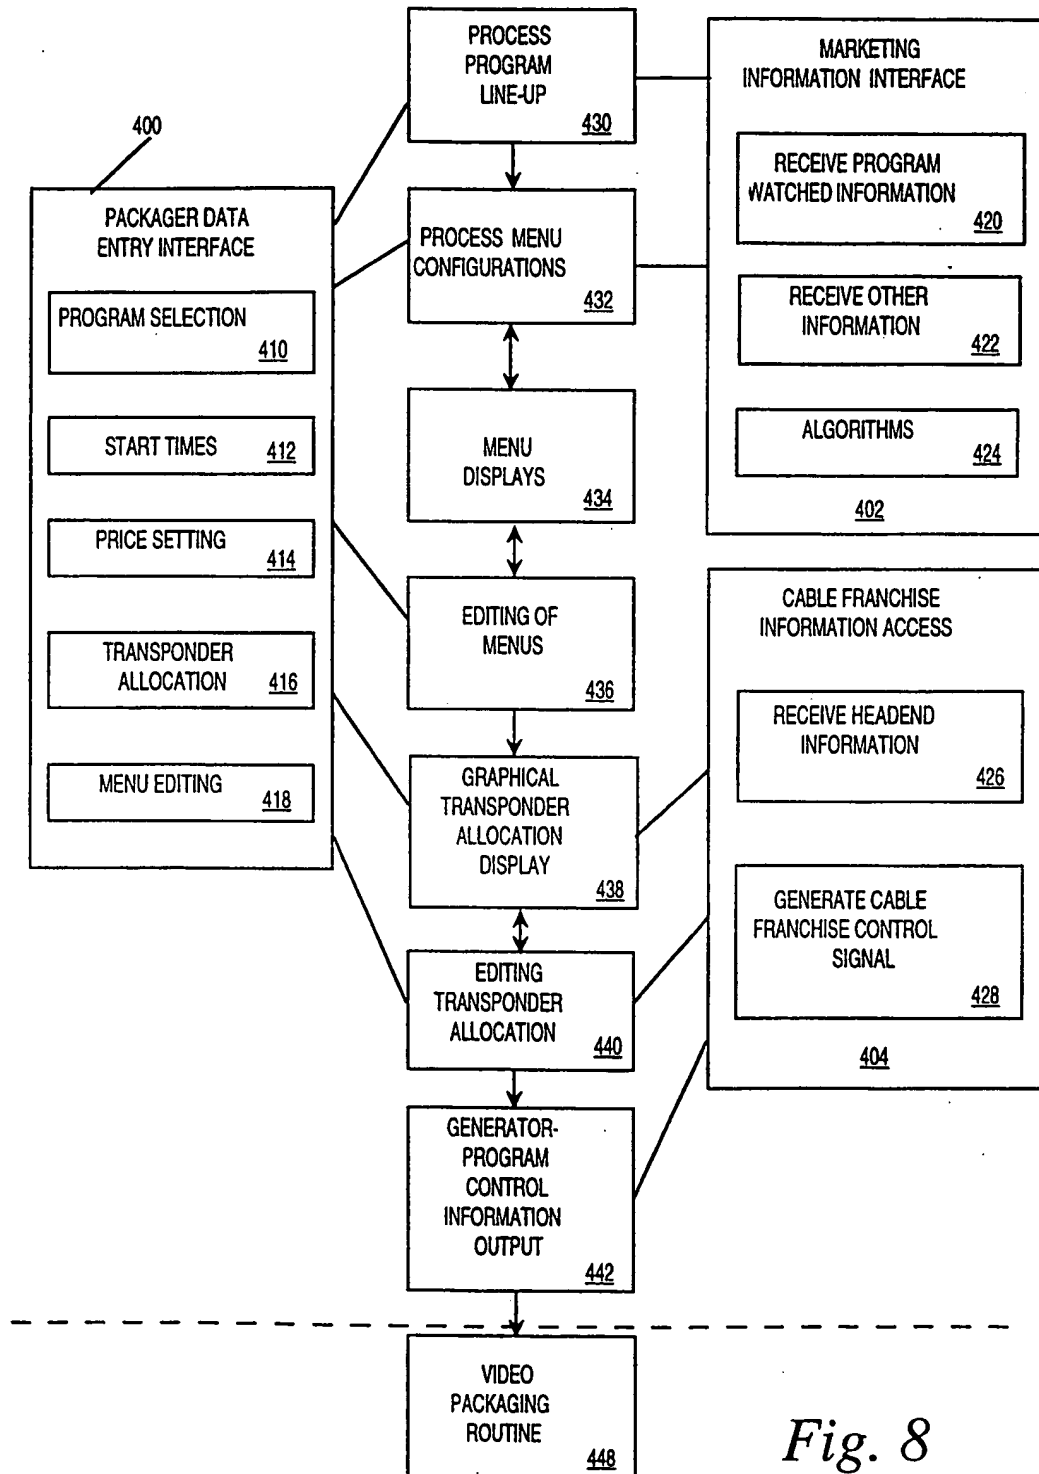 400
PACKAGER DATA
ENTRY INTERFACE
PROGRAM SELECTION
410
START TIMES
412
PRICE SETTING
414
TRANSPONDER
ALLOCATION
416
MENU EDITING
418
PROCESS
PROGRAM
LINE-UP
430
PROCESS MENU
CONFIGURATIONS
432
MENU
DISPLAYS
434
EDITING OF
MENUS
436
GRAPHICAL
TRANSPONDER
ALLOCATION
DISPLAY
438
EDITING
TRANSPONDER
ALLOCATION
440
GENERATOR-
PROGRAM
CONTROL
INFORMATION
OUTPUT
442
VIDEO
PACKAGING
ROUTINE
448
MARKETING
INFORMATION INTERFACE
RECEIVE PROGRAM
WATCHED INFORMATION
420
RECEIVE OTHER
INFORMATION
422
ALGORITHMS
424
402
CABLE FRANCHISE
INFORMATION ACCESS
RECEIVE HEADEND
INFORMATION
426
GENERATE CABLE
FRANCHISE CONTROL
SIGNAL
428
404
Fig. 8